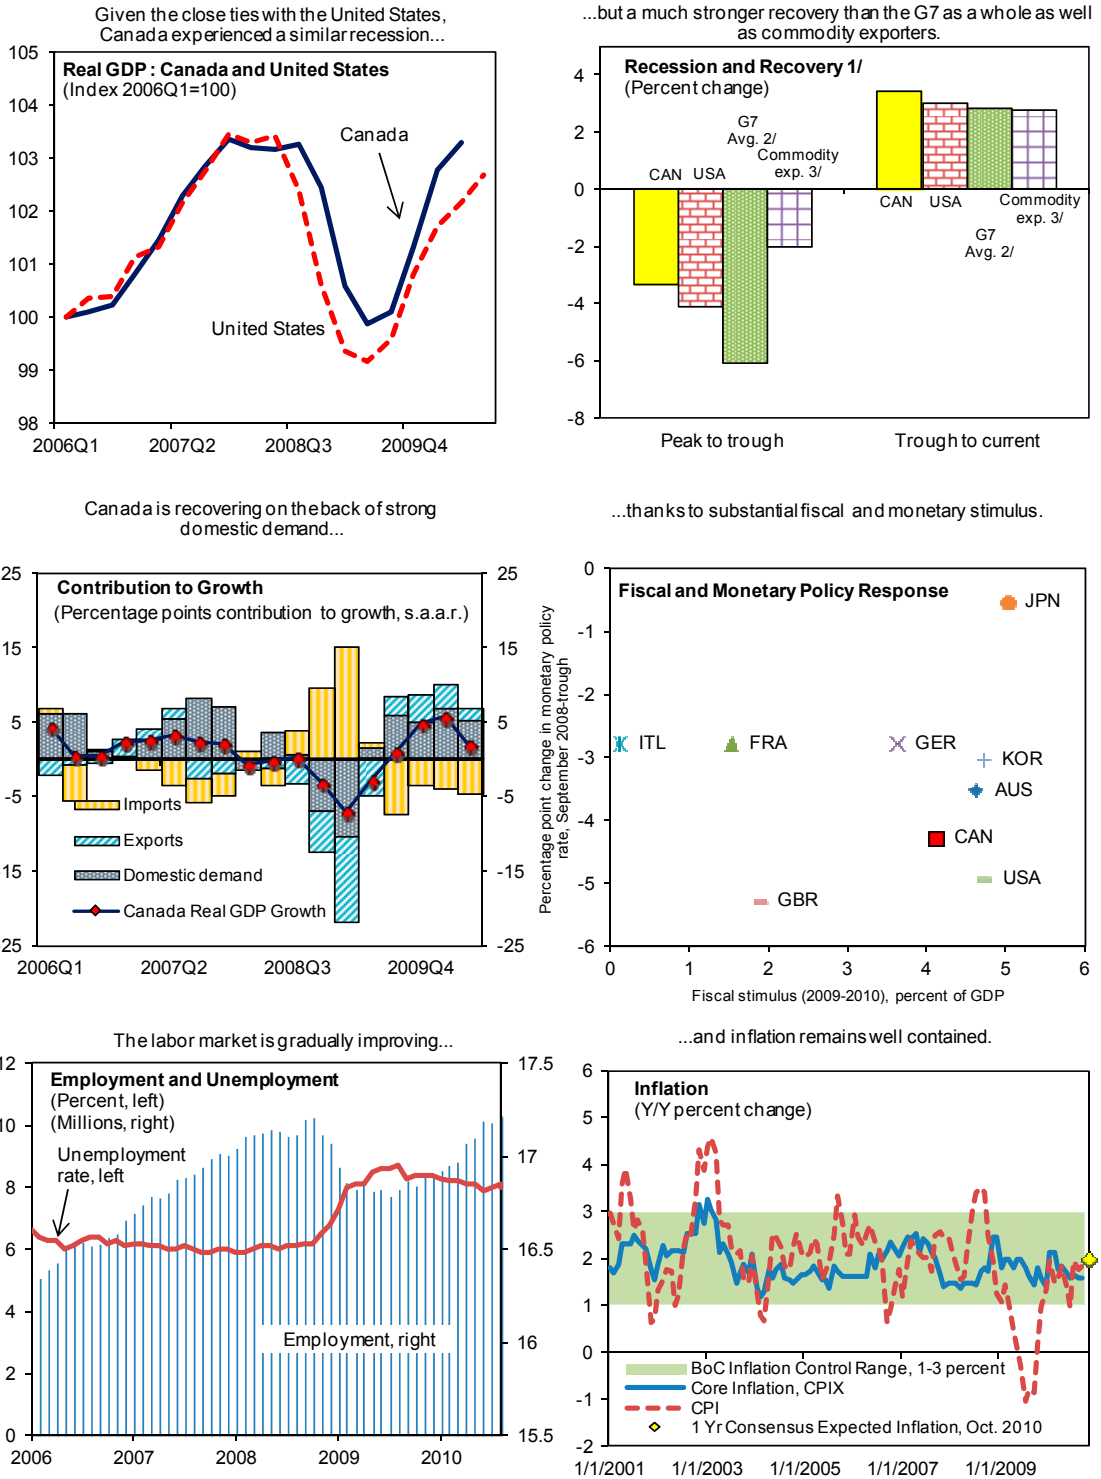 Given the close ties with the United States,
Canada experienced a similar recession...
105
104
103
102
101
100
99
98
Real GDP : Canada and United States
(Index 2006Q1=100)
Canada
United States
2006Q1
2007Q2
2008Q3
2009Q4
...but a much stronger recovery than the G7 as a whole as well
as commodity exporters.
4
2
0
-2
-4
-6
-8
Recession and Recovery 1/
(Percent change)
G7
Avg. 2/
Commodity
exp. 3/
CAN
USA
CAN
USA
Commodity
exp. 3/
G7
Avg. 2/
Peak to trough
Trough to current
Canada is recovering on the back of strong
domestic demand...
25
15
5
-5
-15
-25
Contribution to Growth
(Percentage points contribution to growth, s.a.a.r.)
Imports
Exports
Domestic demand
Canada Real GDP Growth
25
15
5
-5
-15
-25
2006Q1
2007Q2
2008Q3
2009Q4
...thanks to substantial fiscal and monetary stimulus.
Percentage point change in monetary policy
rate, September 2008-trough
0
-1
-2
-3
-4
-5
-6
Fiscal and Monetary Policy Response
JPN
ITL
FRA
GER
KOR
AUS
CAN
USA
GBR
0
1
2
3
4
5
6
Fiscal stimulus (2009-2010), percent of GDP
The labor market is gradually improving...
12
10
8
6
4
2
0
Employment and Unemployment
(Percent, left)
(Millions, right)
Unemployment
rate, left
Employment, right
17.5
17
16.5
16
15.5
2006
2007
2008
2009
2010
...and inflation remains well contained.
6
5
4
3
2
1
0
-1
-2
Inflation
(Y/Y percent change)
BoC Inflation Control Range, 1-3 percent
Core Inflation, CPIX
CPI
1 Yr Consensus Expected Inflation, Oct. 2010
1/1/2001
1/1/2003
1/1/2005
1/1/2007
1/1/2009